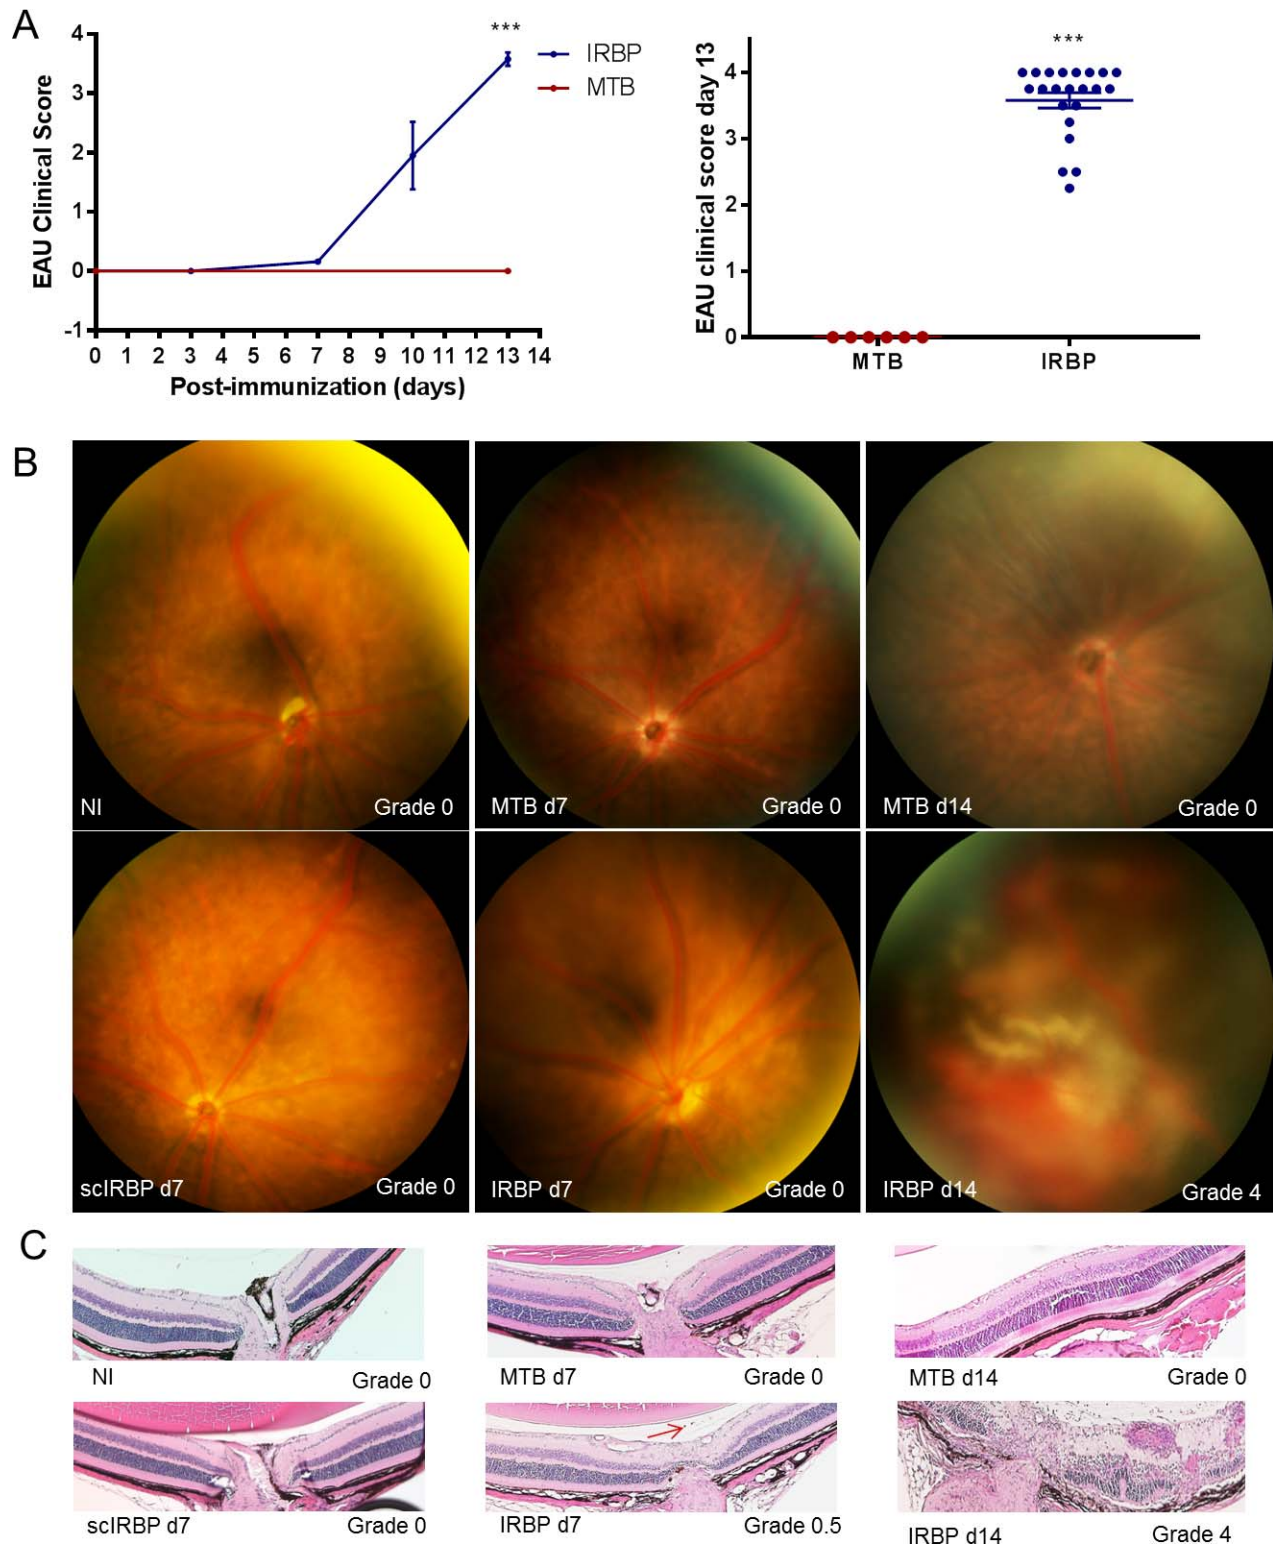 A
4
3
2
1
0
-1
EAU Clinical Score
***
IRBP
MTB
0 1 2 3 4 5 6 7 8 9 10 11 12 13 14
Post-immunization (days)
EAU clinical score day 13
4
3
2
1
0
***
MTB IRBP
B
NI Grade 0
MTB d7 Grade 0
MTB d14 Grade 0
scIRBP d7 Grade 0
IRBP d7 Grade 0
IRBP d14 Grade 4
C
NI Grade 0
MTB d7 Grade 0
MTB d14 Grade 0
scIRBP d7 Grade 0
IRBP d7 Grade 0.5
IRBP d14 Grade 4